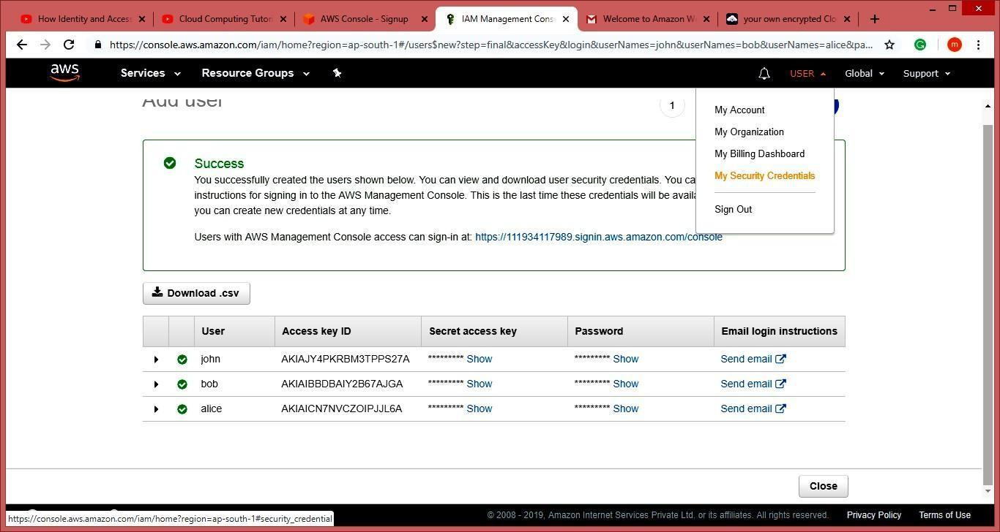 How Identity and Access
Cloud Computing Tutori
AWS Console - Signup
IAM Management Cons
Welcome to Amazon W
your own encrypted Clo
https://console.aws.amazon.com/iam/home?region=ap-south-1#/users$new?step=final&accessKey&login&userNames=john&userNames=bob&userNames=alice&pa...
m
aws
Services
Resource Groups
USER
Global
Support
Add user
1
My Account
My Organization
My Billing Dashboard
My Security Credentials
Sign Out
Success
You successfully created the users shown below. You can view and download user security credentials. You ca
instructions for signing in to the AWS Management Console. This is the last time these credentials will be avail
you can create new credentials at any time.
Users with AWS Management Console access can sign-in at: https://111934117989.signin.aws.amazon.com/console
Download .csv
User Access key ID Secret access key Password Email login instructions
john AKIAJY4PKRBM3TPPS27A ********* Show ********* Show Send email
bob AKIAIBBDBAIY2B67AJGA ********* Show ********* Show Send email
alice AKIAICN7NVCZOIPJJL6A ********* Show ********* Show Send email
Close
https://console.aws.amazon.com/iam/home?region=ap-south-1#security_credential
© 2008 - 2019, Amazon Internet Services Private Ltd. or its affiliates. All rights reserved. Privacy Policy Terms of Use